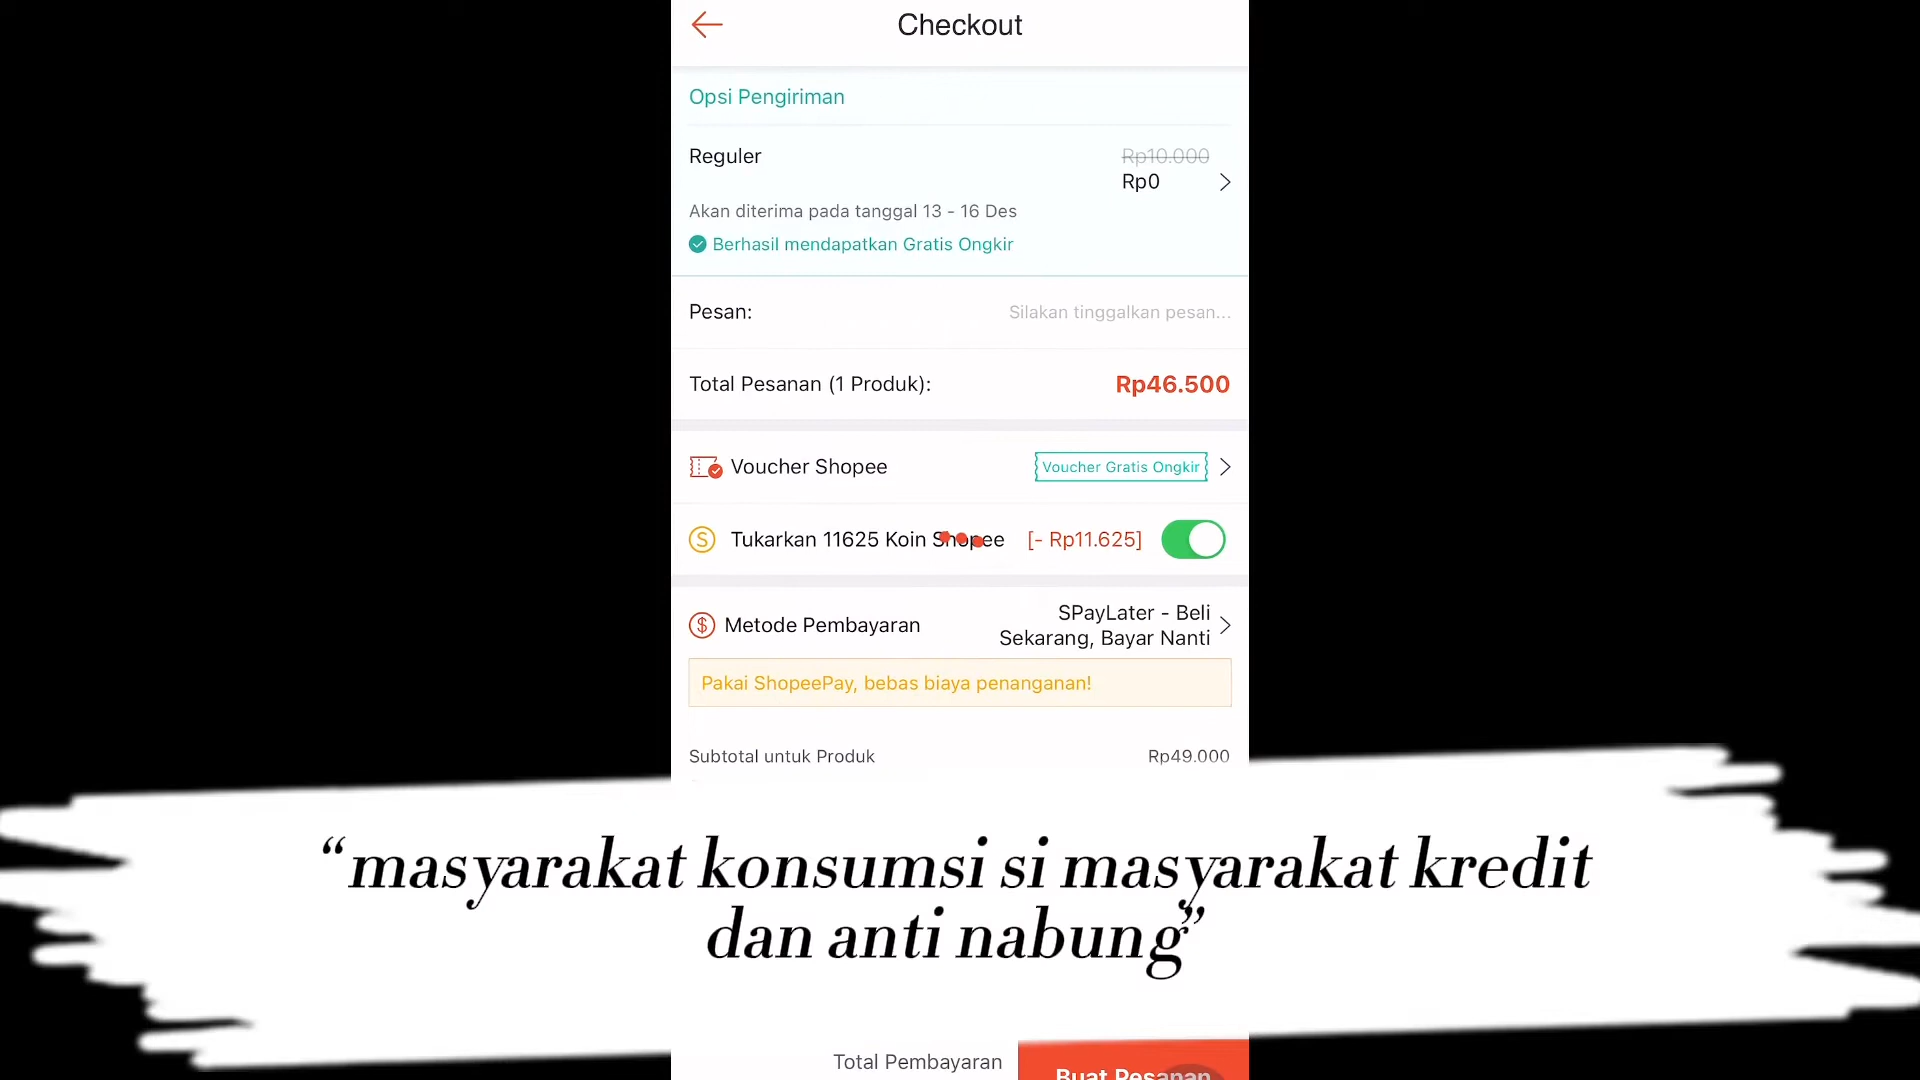 Checkout
Opsi Pengiriman
Reguler
Rp10.000
Rp0
Akan diterima pada tanggal 13 - 16 Des
Berhasil mendapatkan Gratis Ongkir
Pesan:
Silakan tinggalkan pesan...
Total Pesanan (1 Produk):
Rp46.500
Voucher Shopee
Voucher Gratis Ongkir
Tukarkan 11625 Koin Shopee
[- Rp11.625]
Metode Pembayaran
SPayLater - Beli
Sekarang, Bayar Nanti
Pakai ShopeePay, bebas biaya penanganan!
Subtotal untuk Produk
Rp49.000
“masyarakat konsumsi si masyarakat kredit
dan anti nabung”
Total Pembayaran
Buat Pesanan